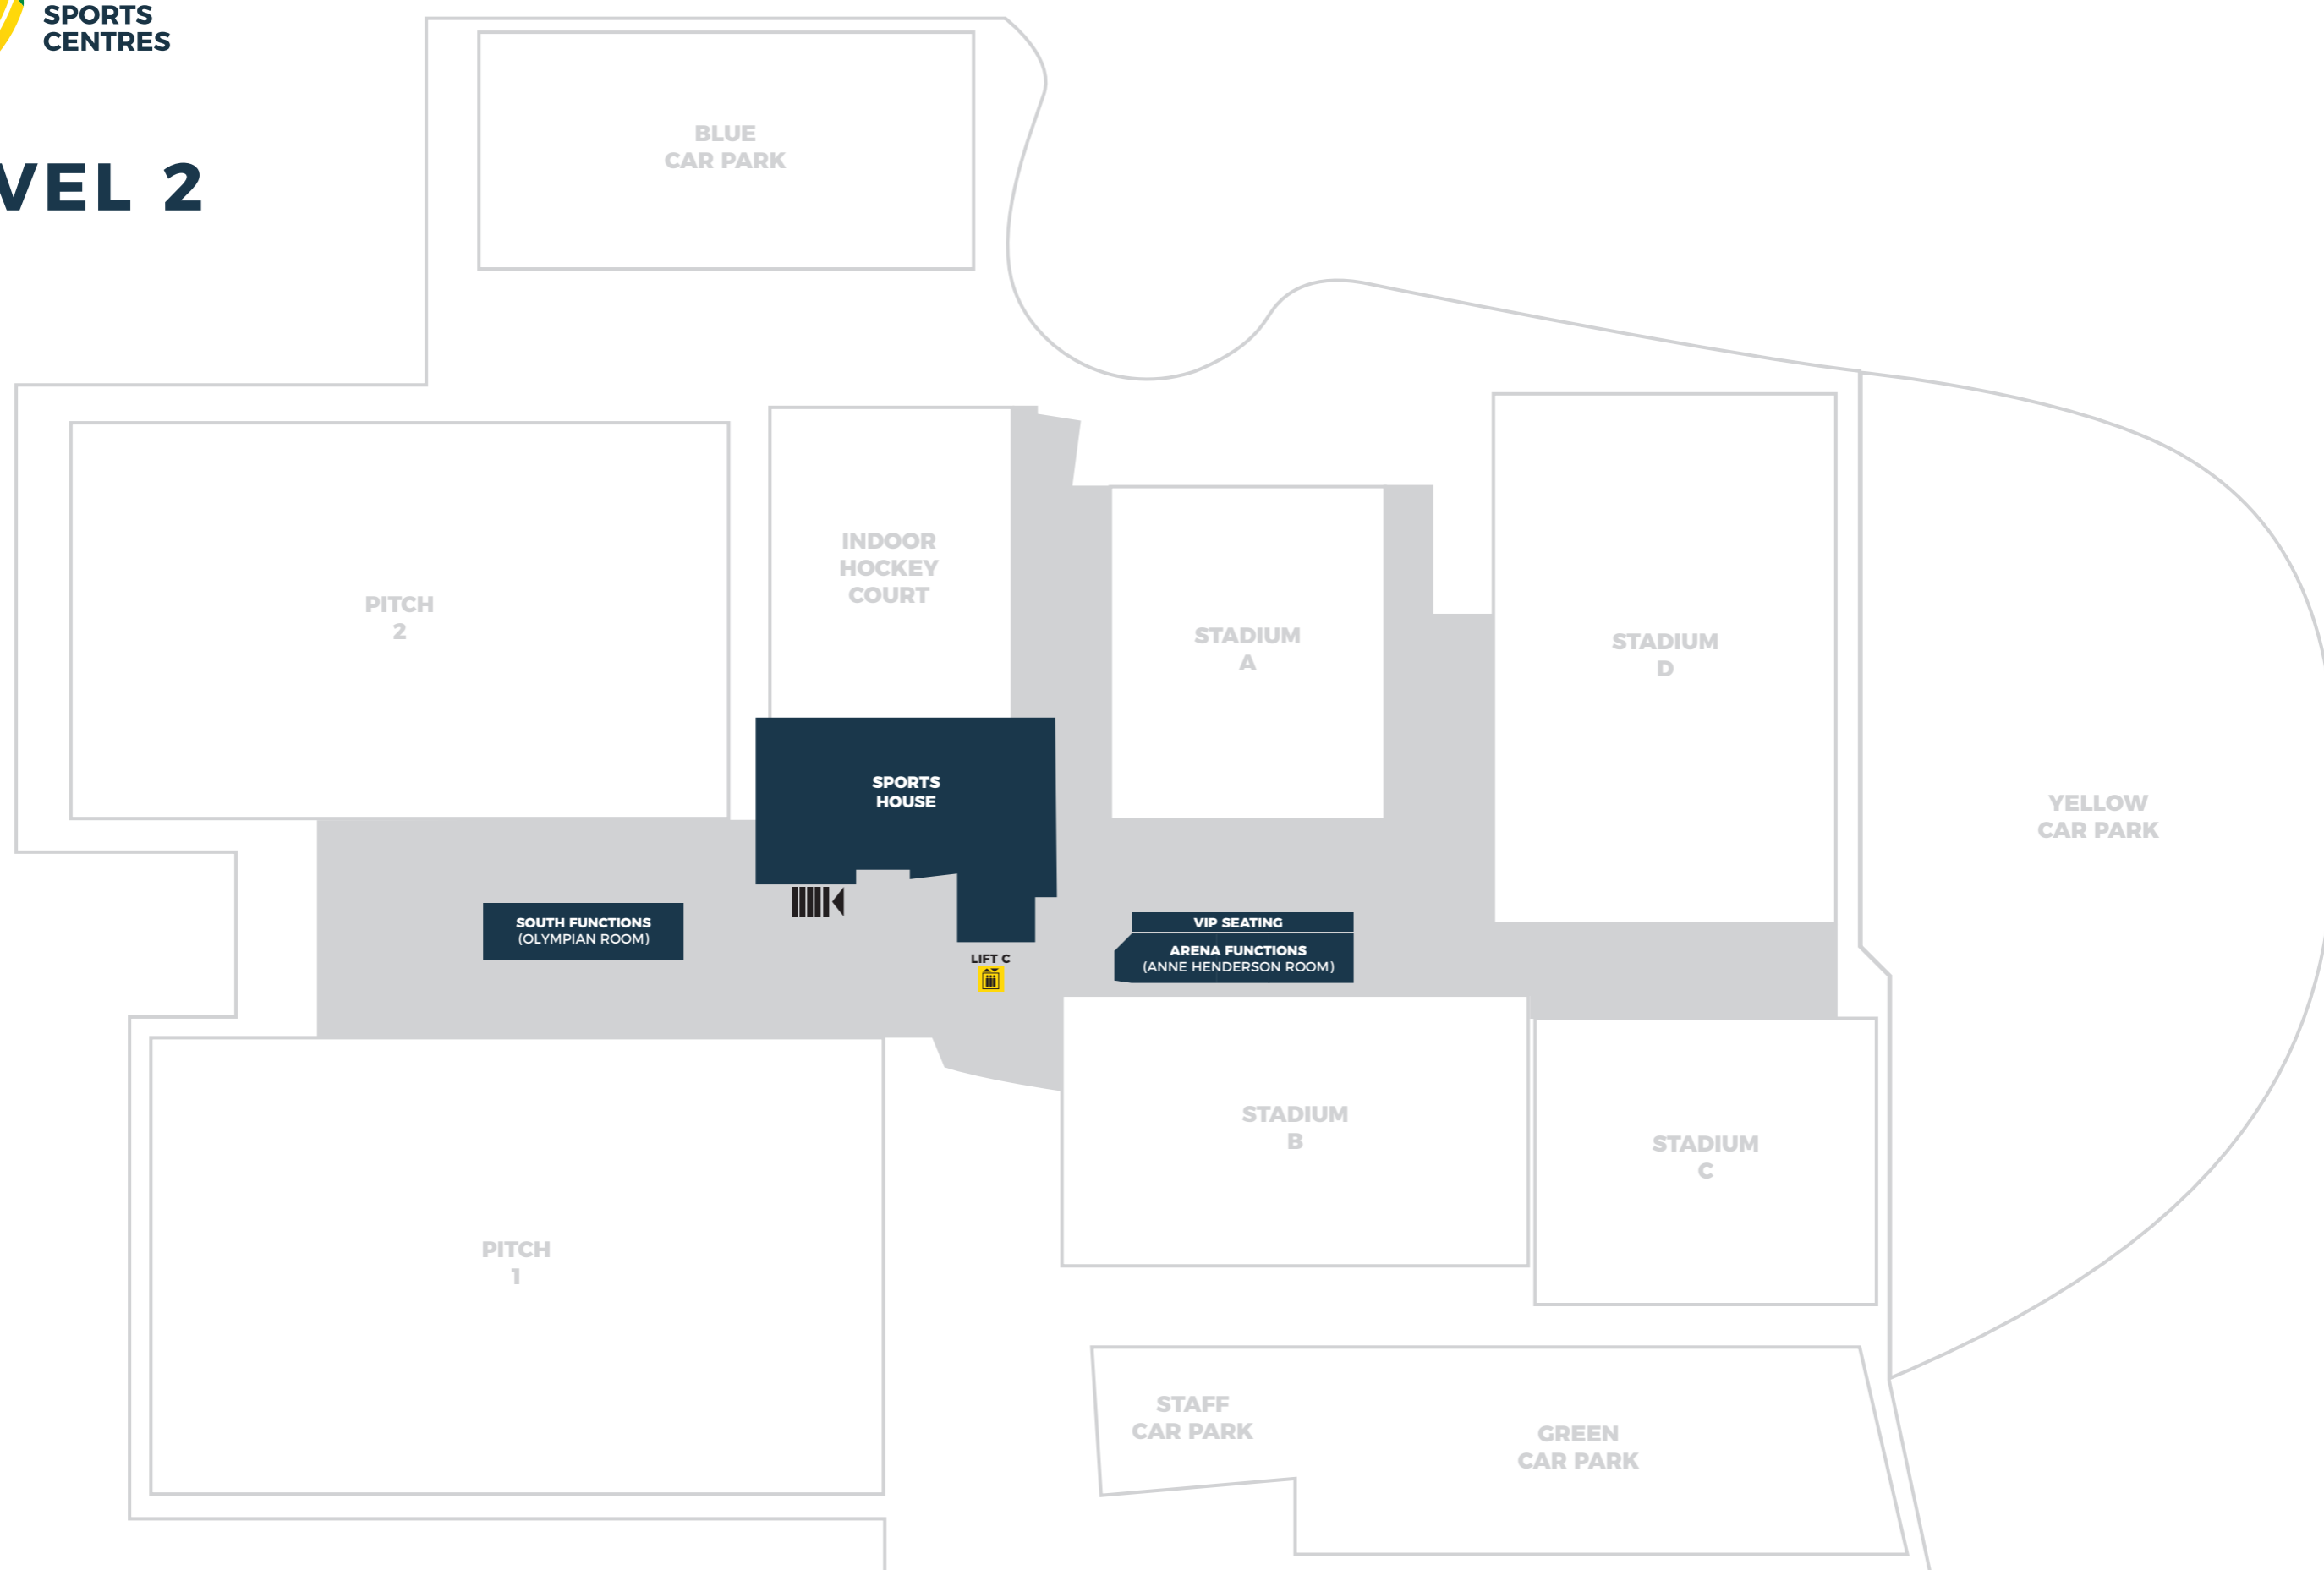 SPORTS
CENTRES
VEL 2
BLUE
CAR PARK
PITCH
2
INDOOR
HOCKEY
COURT
STADIUM
A
STADIUM
D
YELLOW
CAR PARK
SPORTS
HOUSE
SOUTH FUNCTIONS
(OLYMPIAN ROOM)
LIFT C
VIP SEATING
ARENA FUNCTIONS
(ANNE HENDERSON ROOM)
STADIUM
B
STADIUM
C
PITCH
1
STAFF
CAR PARK
GREEN
CAR PARK